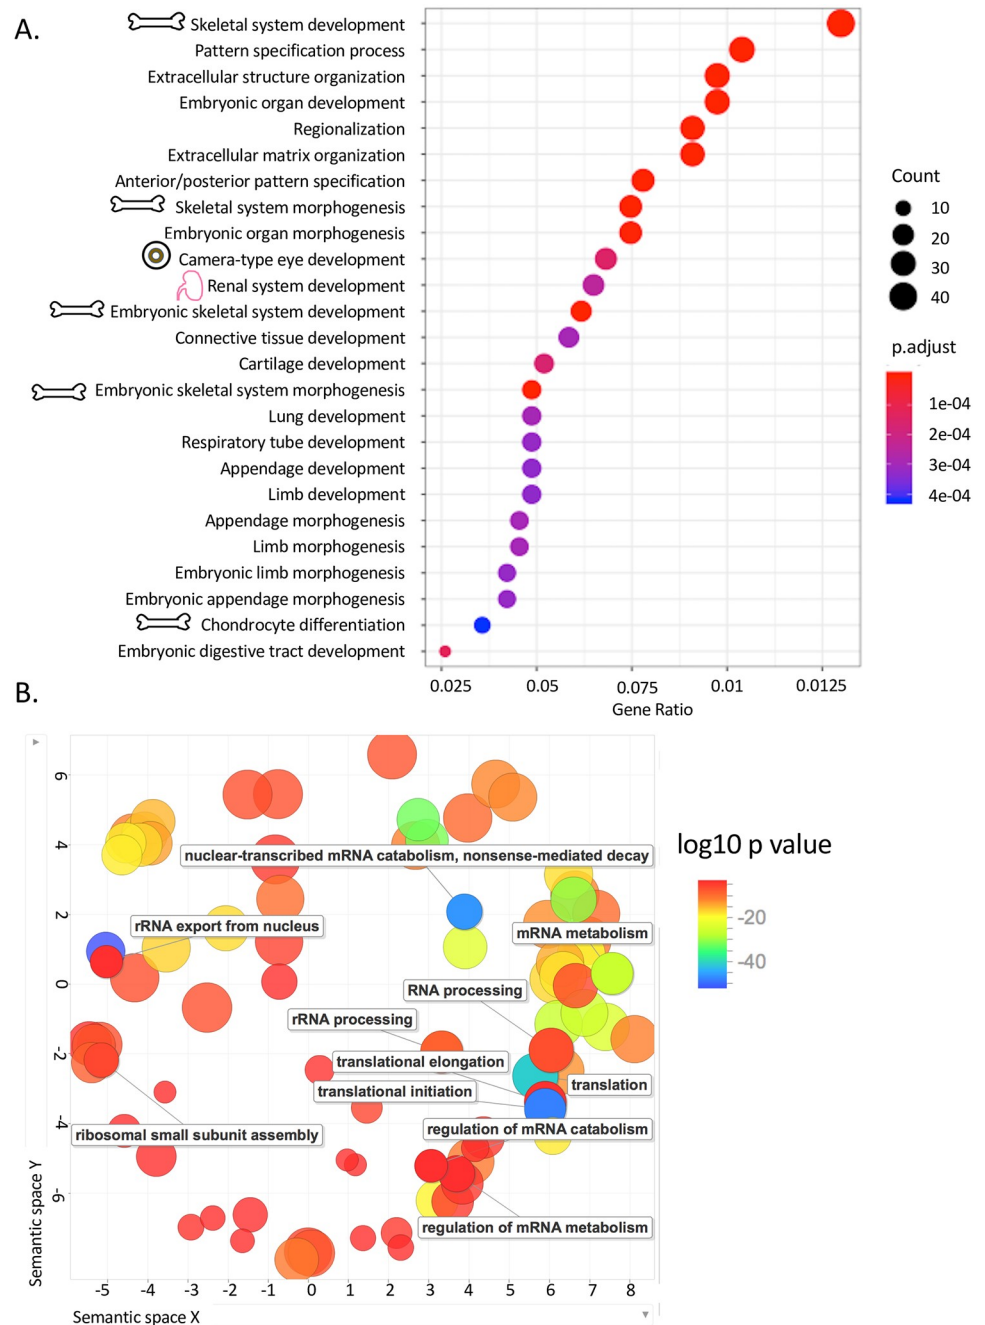 A.
Skeletal system development
Pattern specification process
Extracellular structure organization
Embryonic organ development
Regionalization
Extracellular matrix organization
Anterior/posterior pattern specification
Skeletal system morphogenesis
Embryonic organ morphogenesis
Camera-type eye development
Renal system development
Embryonic skeletal system development
Connective tissue development
Cartilage development
Embryonic skeletal system morphogenesis
Lung development
Respiratory tube development
Appendage development
Limb development
Appendage morphogenesis
Limb morphogenesis
Embryonic limb morphogenesis
Embryonic appendage morphogenesis
Chondrocyte differentiation
Embryonic digestive tract development
0.025 0.05 0.075 0.01 0.0125
Gene Ratio
Count
10
20
30
40
p.adjust
1e-04
2e-04
3e-04
4e-04
B.
6
4
2
0
-2
-4
-6
Semantic space Y
nuclear-transcribed mRNA catabolism, nonsense-mediated decay
rRNA export from nucleus
mRNA metabolism
RNA processing
rRNA processing
translational elongation
translation
translational initiation
regulation of mRNA catabolism
ribosomal small subunit assembly
regulation of mRNA metabolism
-5 -4 -3 -2 -1 0 1 2 3 4 5 6 7 8
Semantic space X
log10 p value
-20
-40